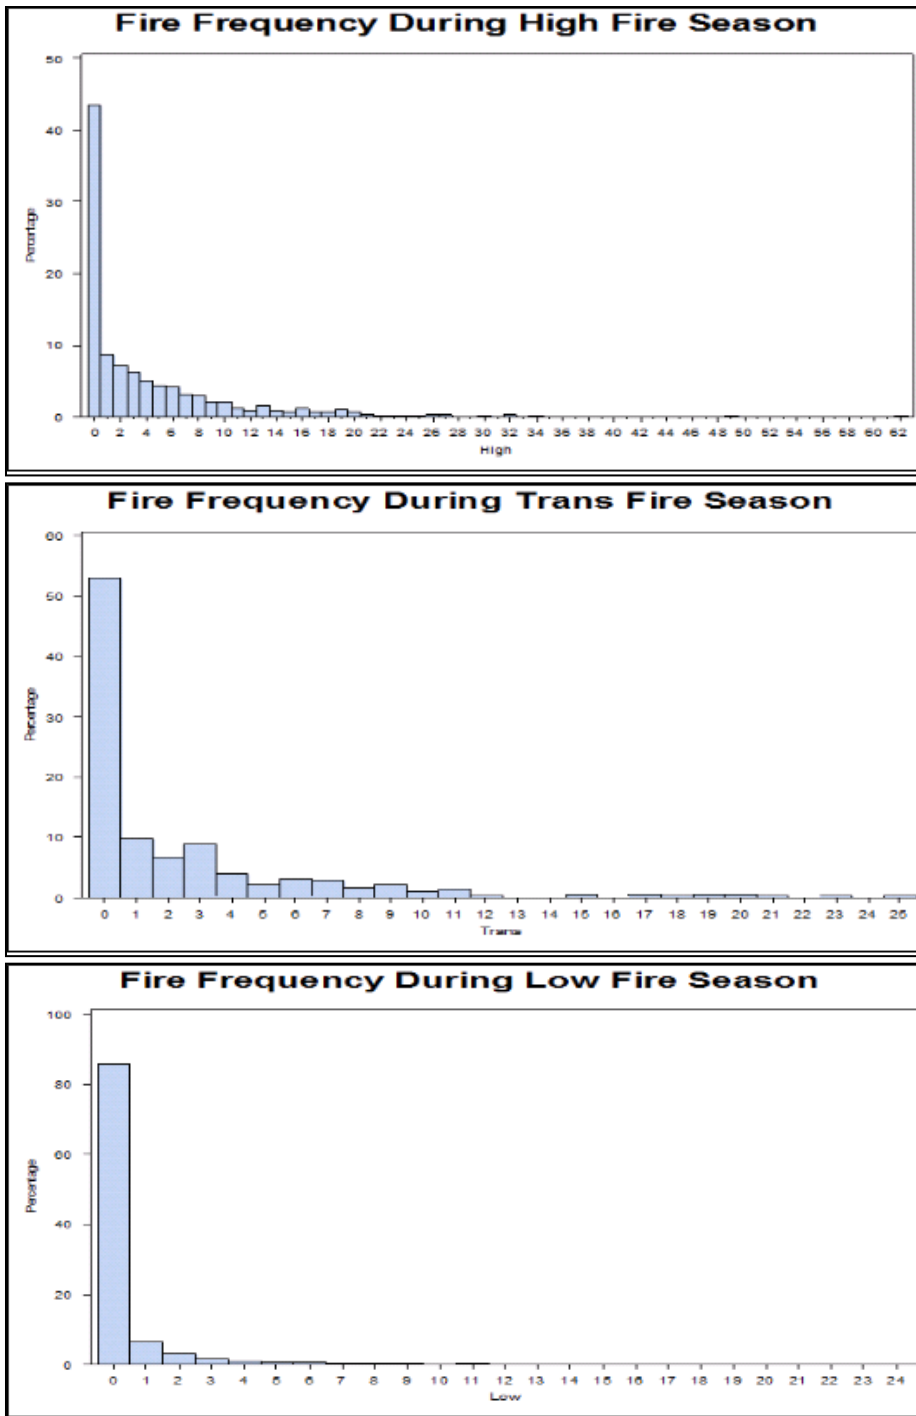 Fire Frequency During High Fire Season
50
40
30
20
10
0
Percentage
0 2 4 6 8 10 12 14 16 18 20 22 24 26 28 30 32 34 36 38 40 42 44 46 48 50 52 54 56 58 60 62
High
Fire Frequency During Trans Fire Season
60
50
40
30
20
10
0
Percentage
0 1 2 3 4 5 6 7 8 9 10 11 12 13 14 15 16 17 18 19 20 21 22 23 24 25
Trans
Fire Frequency During Low Fire Season
100
80
60
40
20
0
Percentage
0 1 2 3 4 5 6 7 8 9 10 11 12 13 14 15 16 17 18 19 20 21 22 23 24
Low